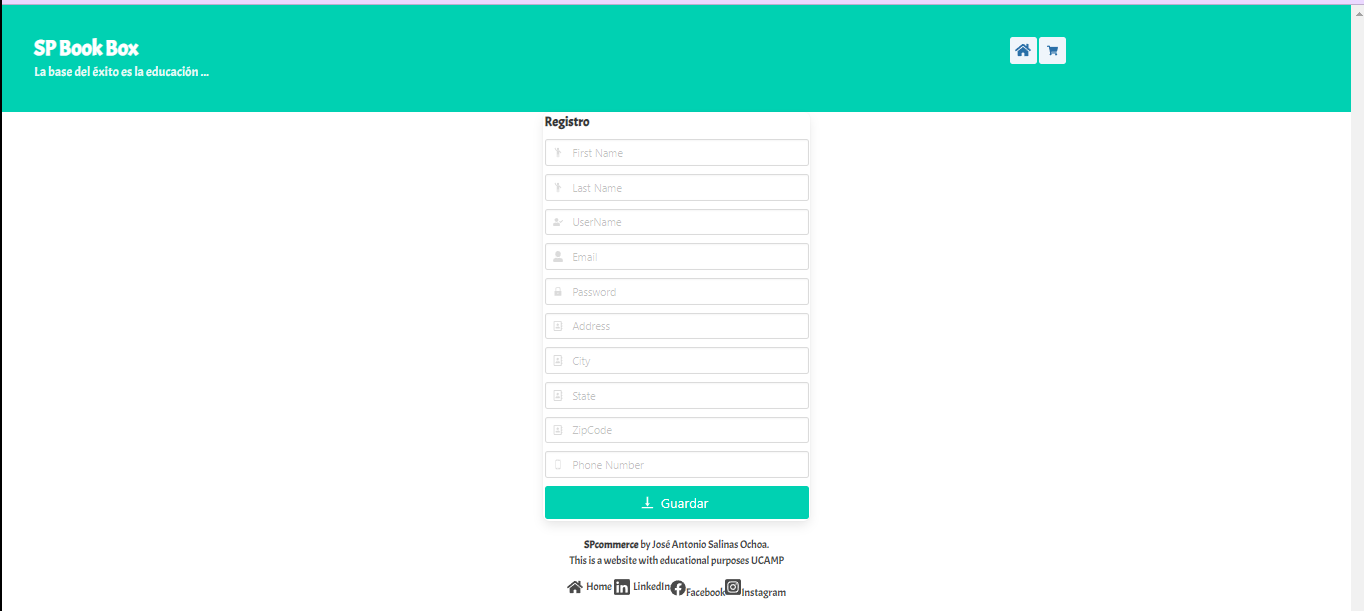 SP Book Box
La base del éxito es la educación ...
Registro
First Name
Last Name
UserName
Email
Password
Address
City
State
ZipCode
Phone Number
Guardar
SPcommerce by José Antonio Salinas Ochoa.
This is a website with educational purposes UCAMP
Home LinkedIn Facebook Instagram